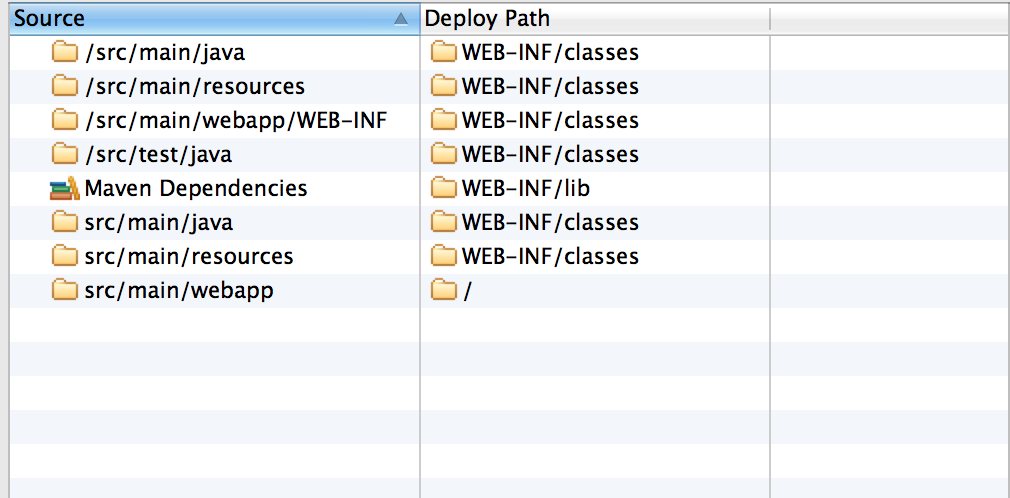 Source Deploy Path
/src/main/java WEB-INF/classes
/src/main/resources WEB-INF/classes
/src/main/webapp/WEB-INF WEB-INF/classes
/src/test/java WEB-INF/classes
Maven Dependencies WEB-INF/lib
src/main/java WEB-INF/classes
src/main/resources WEB-INF/classes
src/main/webapp /